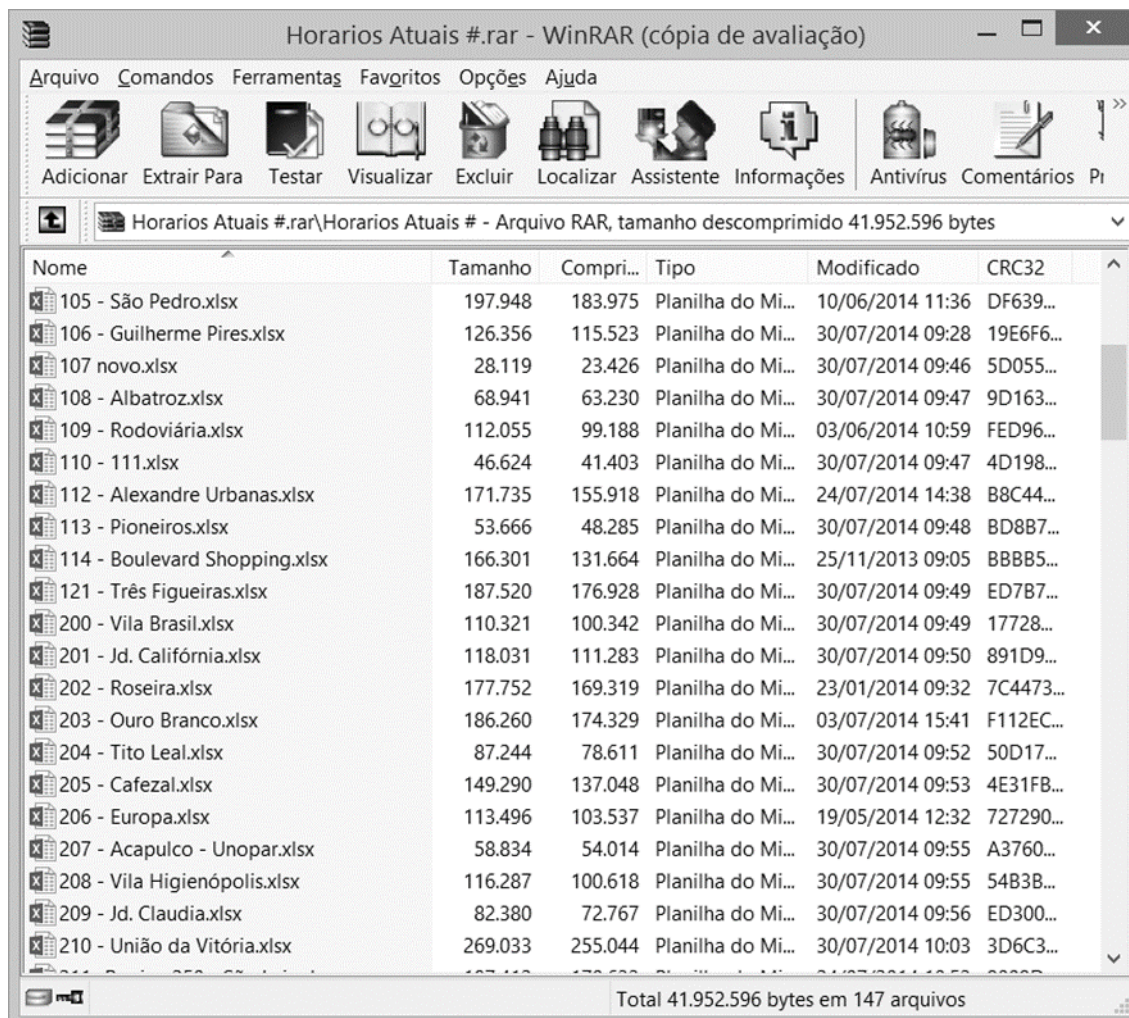 Horarios Atuais #.rar - WinRAR (cópia de avaliação)
Arquivo Comandos Ferramentas Favoritos Opções Ajuda
Adicionar Extrair Para Testar Visualizar Excluir Localizar Assistente Informações Antivírus Comentários
Horarios Atuais #.rar\Horarios Atuais # - Arquivo RAR, tamanho descomprimido 41.952.596 bytes
Nome Tamanho Compri... Tipo Modificado CRC32
105 - São Pedro.xlsx 197.948 183.975 Planilha do Mi... 10/06/2014 11:36 DF639...
106 - Guilherme Pires.xlsx 126.356 115.523 Planilha do Mi... 30/07/2014 09:28 19E6F6...
107 novo.xlsx 28.119 23.426 Planilha do Mi... 30/07/2014 09:46 5D055...
108 - Albatroz.xlsx 68.941 63.230 Planilha do Mi... 30/07/2014 09:47 9D163...
109 - Rodoviária.xlsx 112.055 99.188 Planilha do Mi... 03/06/2014 10:59 FED96...
110 - 111.xlsx 46.624 41.403 Planilha do Mi... 30/07/2014 09:47 4D198...
112 - Alexandre Urbanas.xlsx 171.735 155.918 Planilha do Mi... 24/07/2014 14:38 B8C44...
113 - Pioneiros.xlsx 53.666 48.285 Planilha do Mi... 30/07/2014 09:48 BD8B7...
114 - Boulevard Shopping.xlsx 166.301 131.664 Planilha do Mi... 25/11/2013 09:05 BBBB5...
121 - Três Figueiras.xlsx 187.520 176.928 Planilha do Mi... 30/07/2014 09:49 ED7B7...
200 - Vila Brasil.xlsx 110.321 100.342 Planilha do Mi... 30/07/2014 09:49 17728...
201 - Jd. Califórnia.xlsx 118.031 111.283 Planilha do Mi... 30/07/2014 09:50 891D9...
202 - Roseira.xlsx 177.752 169.319 Planilha do Mi... 23/01/2014 09:32 7C4473...
203 - Ouro Branco.xlsx 186.260 174.329 Planilha do Mi... 03/07/2014 15:41 F112EC...
204 - Tito Leal.xlsx 87.244 78.611 Planilha do Mi... 30/07/2014 09:52 50D17...
205 - Cafezal.xlsx 149.290 137.048 Planilha do Mi... 30/07/2014 09:53 4E31FB...
206 - Europa.xlsx 113.496 103.537 Planilha do Mi... 19/05/2014 12:32 727290...
207 - Acapulco - Unopar.xlsx 58.834 54.014 Planilha do Mi... 30/07/2014 09:55 A3760...
208 - Vila Higienópolis.xlsx 116.287 100.618 Planilha do Mi... 30/07/2014 09:55 54B3B...
209 - Jd. Claudia.xlsx 82.380 72.767 Planilha do Mi... 30/07/2014 09:56 ED300...
210 - União da Vitória.xlsx 269.033 255.044 Planilha do Mi... 30/07/2014 10:03 3D6C3...
Total 41.952.596 bytes em 147 arquivos